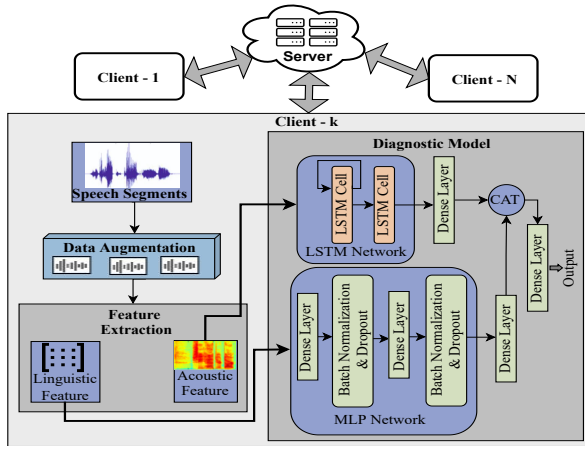 Server
Client - 1
Client - N
Client - k
Speech Segments
Data Augmentation
Feature
Extraction
Linguistic
Feature
Acoustic
Feature
Diagnostic Model
LSTM Cell
LSTM Cell
LSTM Network
Dense Layer
CAT
Dense Layer
Output
Dense Layer
Batch Normalization
& Dropout
Dense Layer
Batch Normalization
& Dropout
Dense Layer
MLP Network